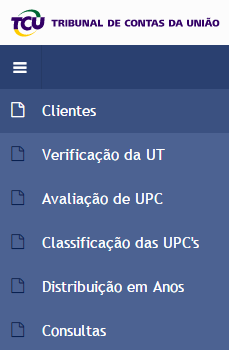 TCU TRIBUNAL DE CONTAS DA UNIÃO
Clientes
Verificação da UT
Avaliação de UPC
Classificação das UPC's
Distribuição em Anos
Consultas